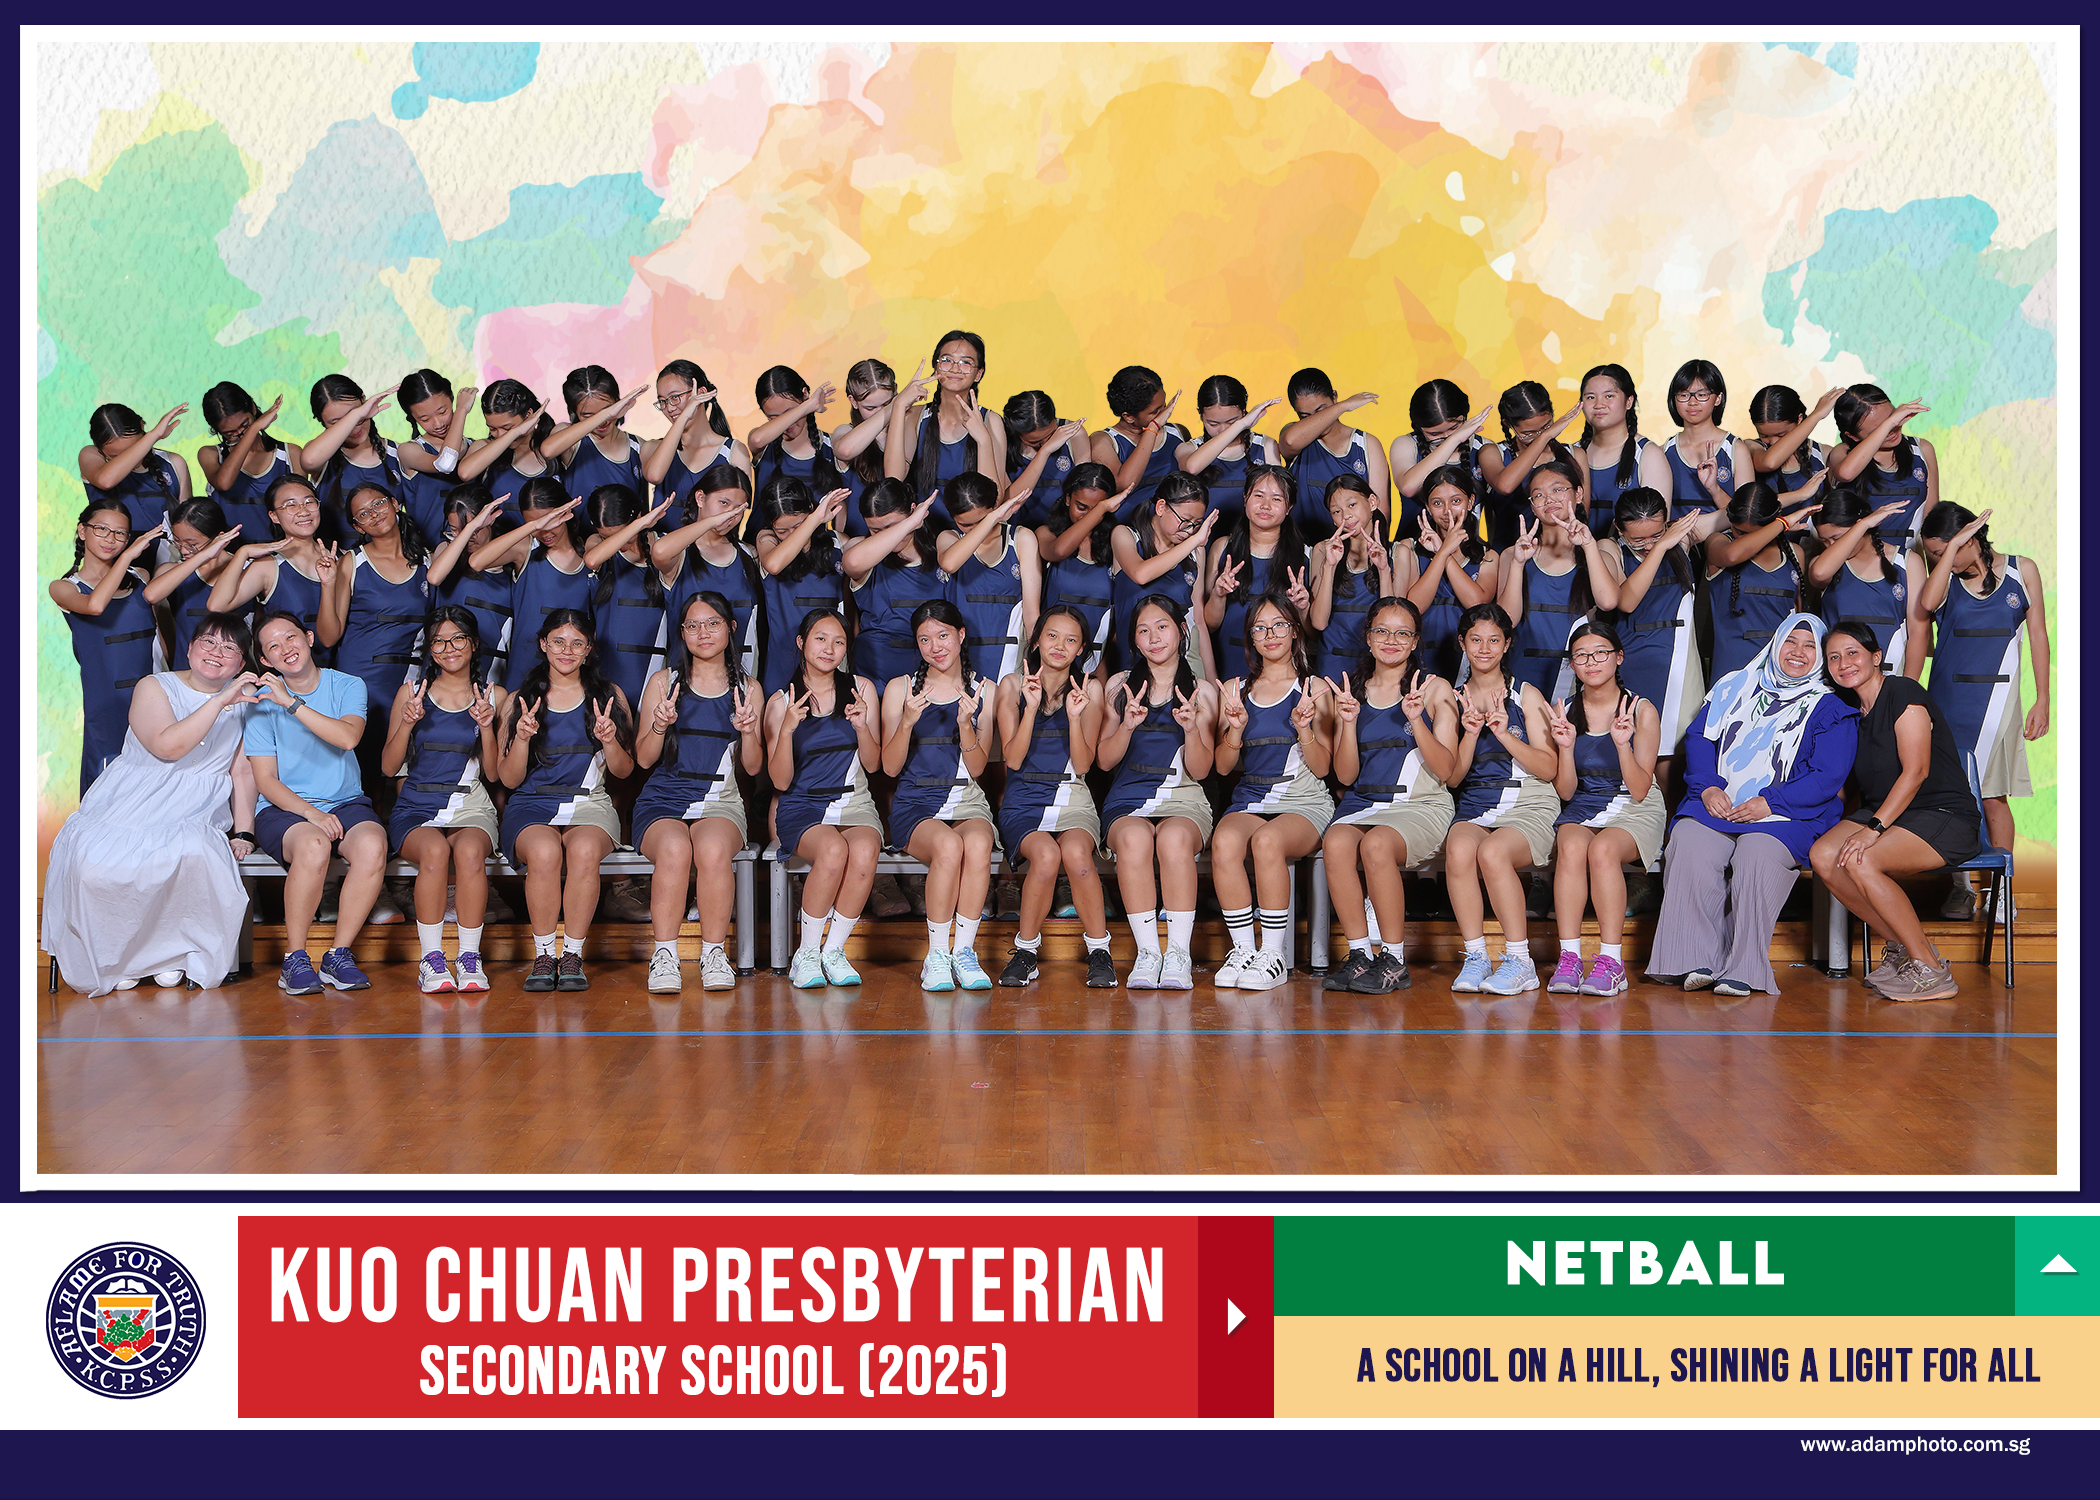 AFLAME FOR TRUTH
K.C.P.S.S.
KUO CHUAN PRESBYTERIAN
SECONDARY SCHOOL (2025)
NETBALL
A SCHOOL ON A HILL, SHINING A LIGHT FOR ALL
www.adamphoto.com.sg